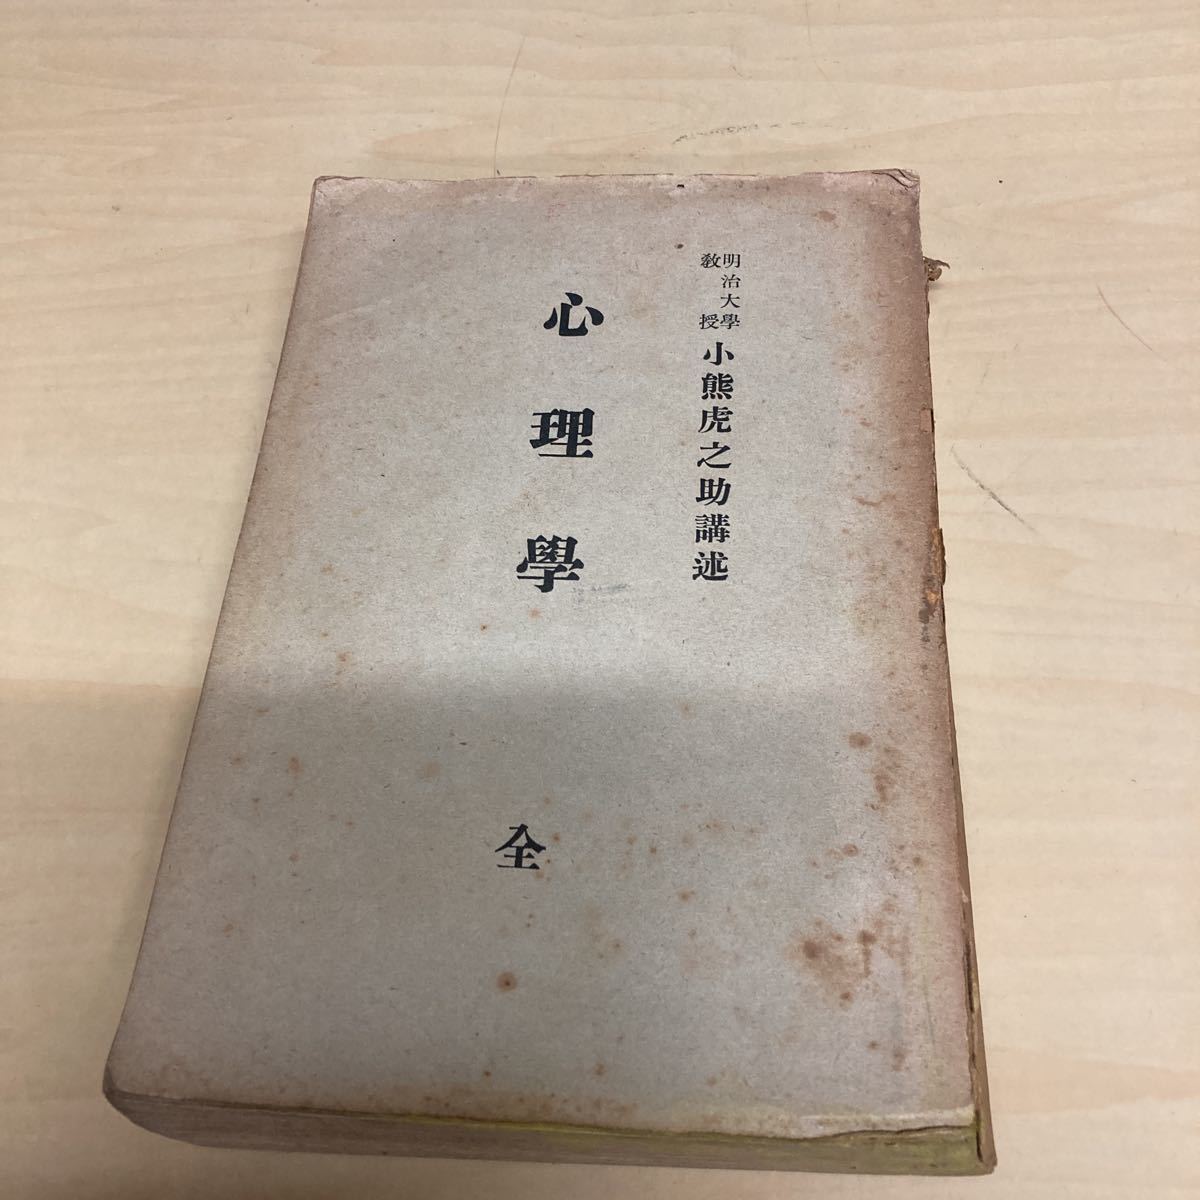 明治大學
教授
小熊虎之助講述
心理學
全